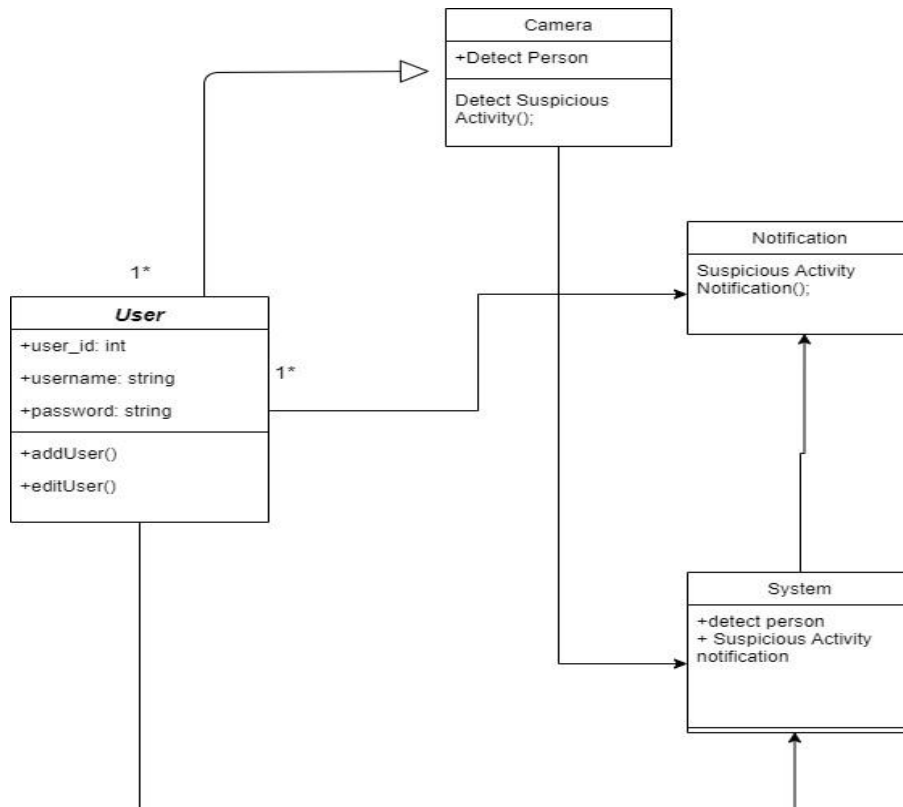 Camera
+Detect Person
Detect Suspicious
Activity();
Notification
Suspicious Activity
Notification();
1*
User
+user_id: int
+username: string
+password: string
+addUser()
+editUser()
1*
System
+detect person
+ Suspicious Activity
notification